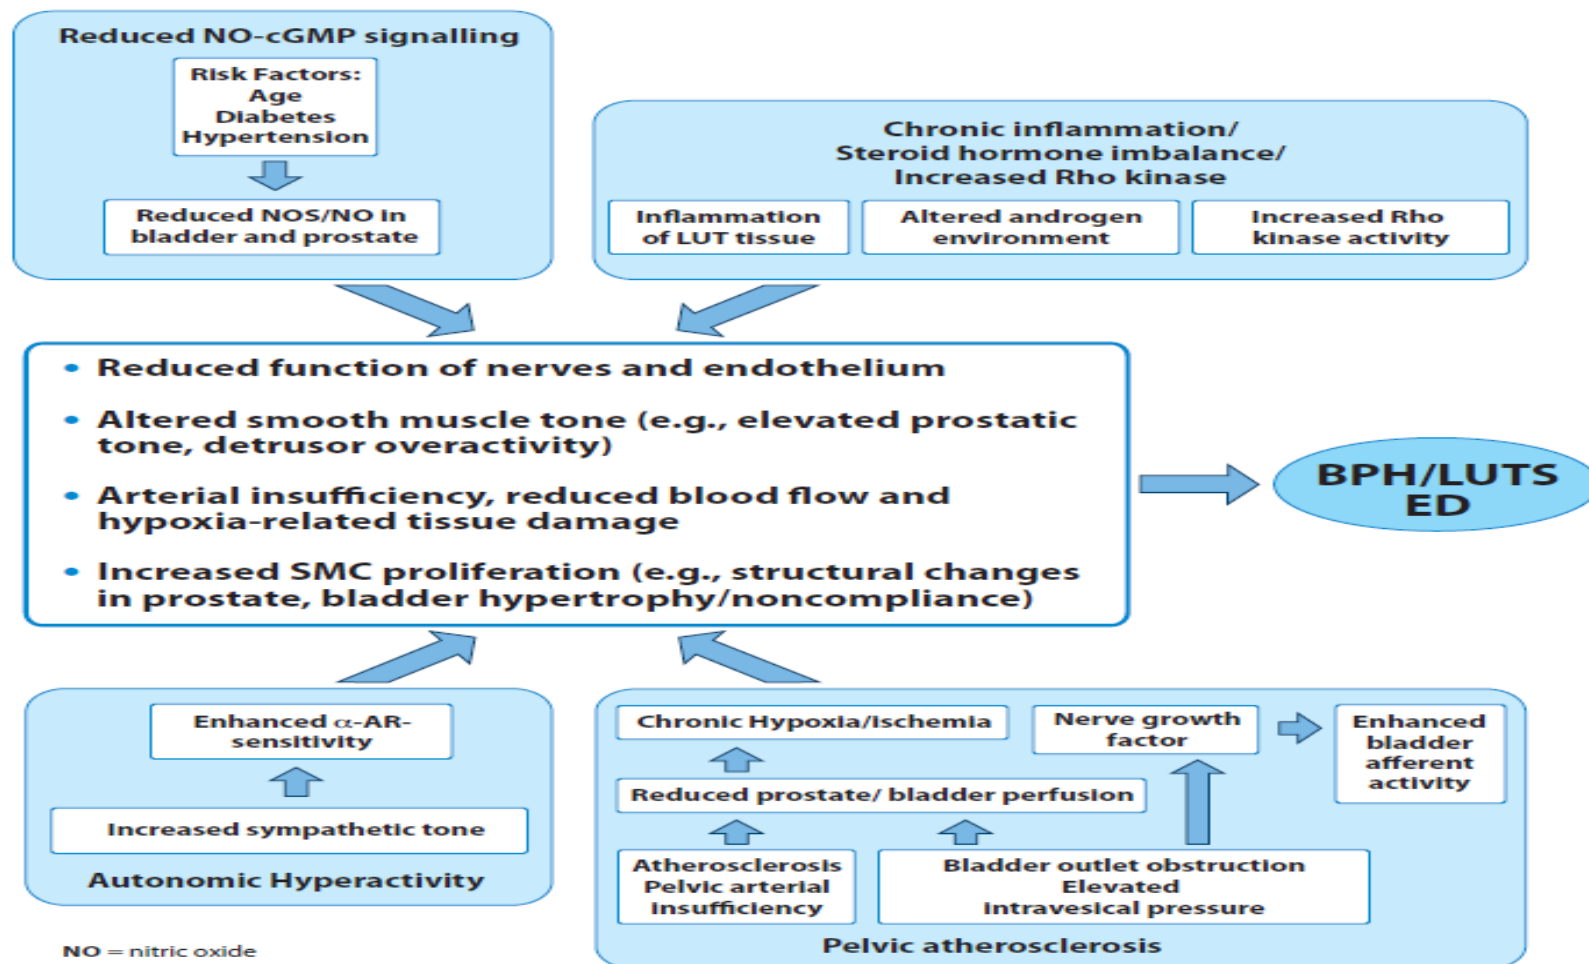 Reduced NO-cGMP signalling
Risk Factors:
Age
Diabetes
Hypertension
Reduced NOS/NO in
bladder and prostate
Chronic inflammation/
Steroid hormone imbalance/
Increased Rho kinase
Inflammation
of LUT tissue
Altered androgen
environment
Increased Rho
kinase activity
• Reduced function of nerves and endothelium
• Altered smooth muscle tone (e.g., elevated prostatic
tone, detrusor overactivity)
• Arterial insufficiency, reduced blood flow and
hypoxia-related tissue damage
• Increased SMC proliferation (e.g., structural changes
in prostate, bladder hypertrophy/noncompliance)
BPH/LUTS
ED
Enhanced α-AR-
sensitivity
Increased sympathetic tone
Autonomic Hyperactivity
Chronic Hypoxia/Ischemia
Nerve growth
factor
Enhanced
bladder
afferent
activity
Reduced prostate/ bladder perfusion
Atherosclerosis
Pelvic arterial
insufficiency
Bladder outlet obstruction
Elevated
intravesical pressure
Pelvic atherosclerosis
NO = nitric oxide